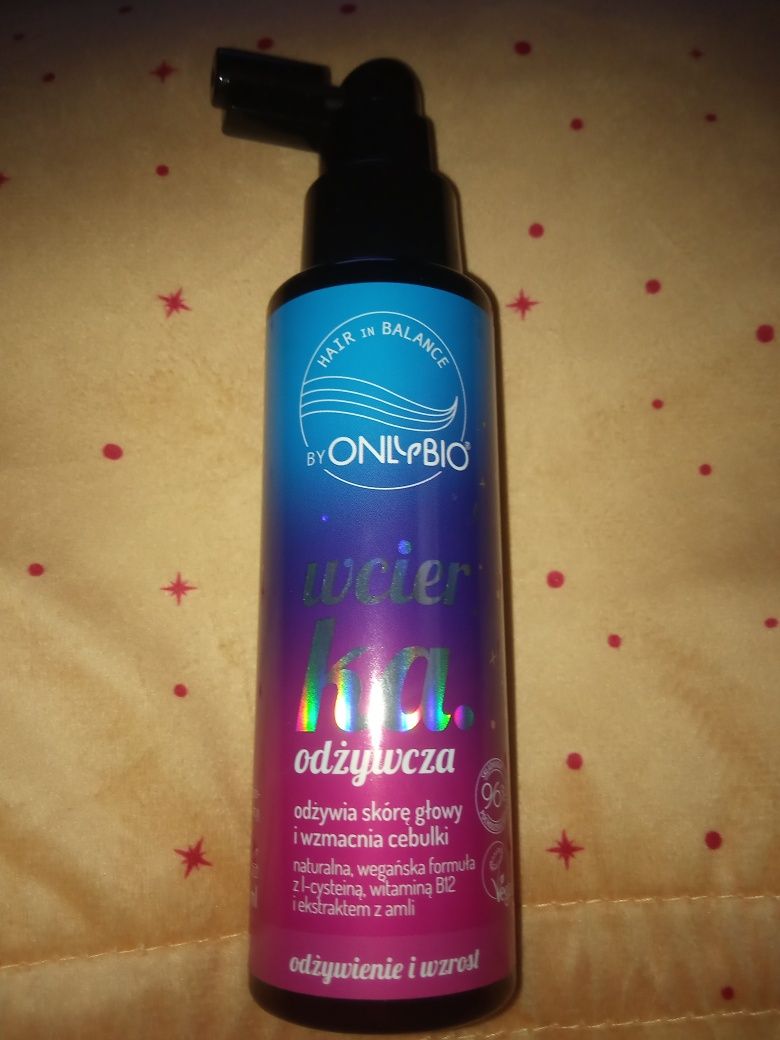 HAIR IN BALANCE
BY ONLYBIO®
wcier
ka.
odżywcza
odżywia skórę głowy
i wzmacnia cebulki
naturalna, wegańska formuła
z l-cysteiną, witaminą B12
i ekstraktem z amli
odżywienie i wzrost
96%